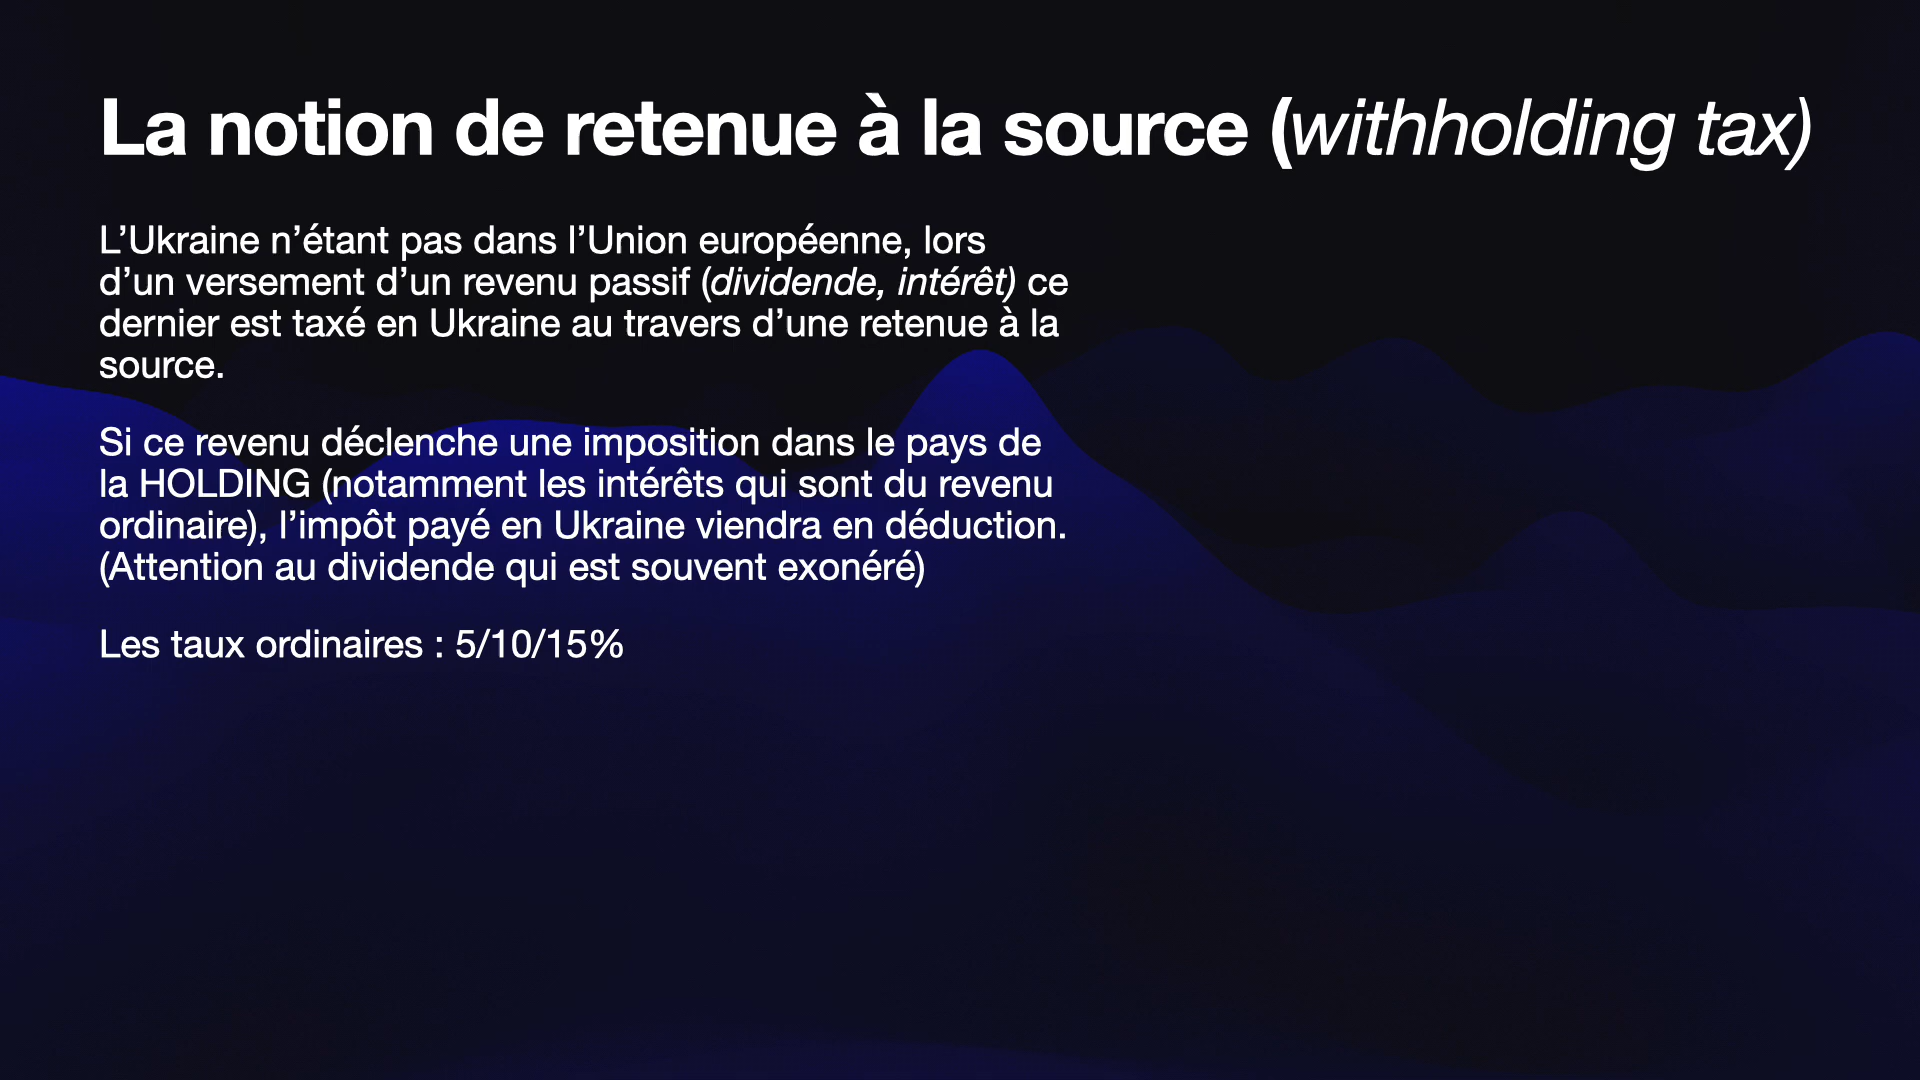 La notion de retenue à la source (withholding tax)
L’Ukraine n’étant pas dans l’Union européenne, lors
d’un versement d’un revenu passif (dividende, intérêt) ce
dernier est taxé en Ukraine au travers d’une retenue à la
source.
Si ce revenu déclenche une imposition dans le pays de
la HOLDING (notamment les intérêts qui sont du revenu
ordinaire), l’impôt payé en Ukraine viendra en déduction.
(Attention au dividende qui est souvent exonéré)
Les taux ordinaires : 5/10/15%